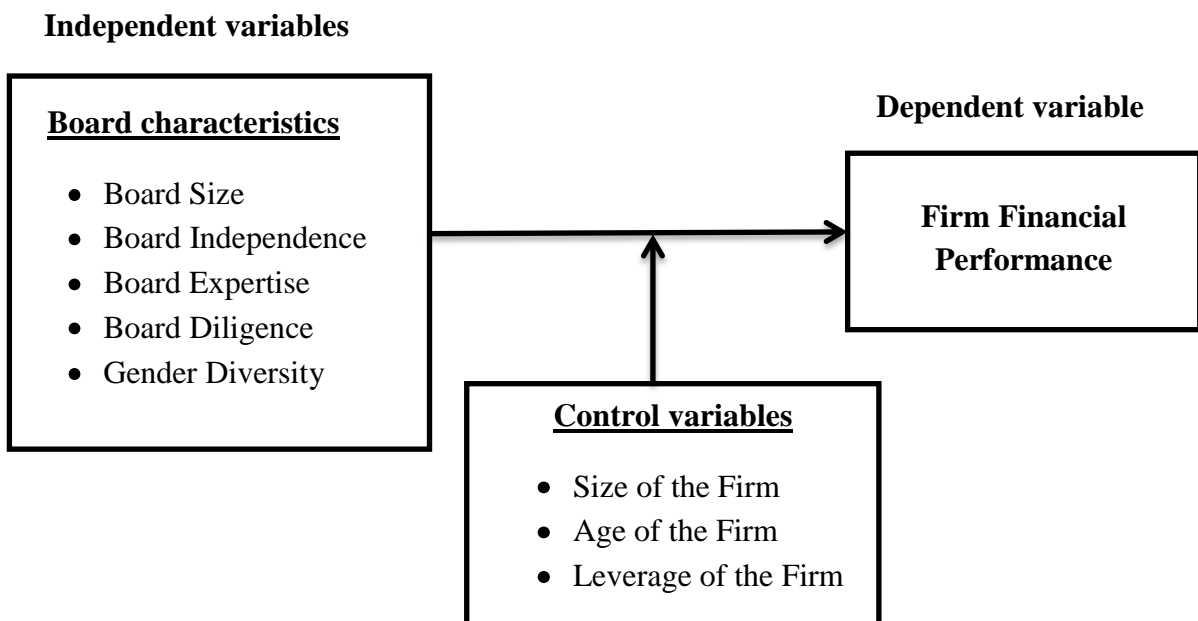 Independent variables
Board characteristics
• Board Size
• Board Independence
• Board Expertise
• Board Diligence
• Gender Diversity
Dependent variable
Firm Financial
Performance
Control variables
• Size of the Firm
• Age of the Firm
• Leverage of the Firm